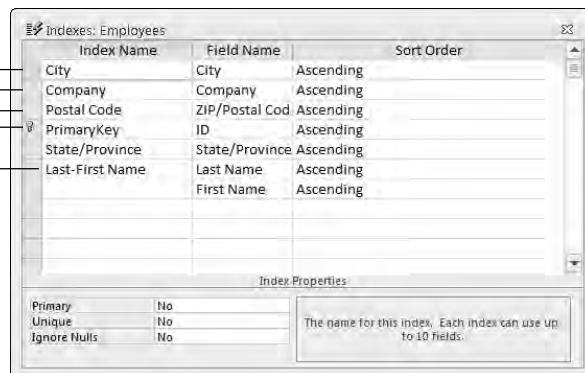 Indexes: Employees
Index Name Field Name Sort Order
City City Ascending
Company Company Ascending
Postal Code ZIP/Postal Cod Ascending
PrimaryKey ID Ascending
State/Province State/Province Ascending
Last-First Name Last Name Ascending
First Name Ascending
Index Properties
Primary No
Unique No
Ignore Nulls No
The name for this index. Each index can use up
to 10 fields.